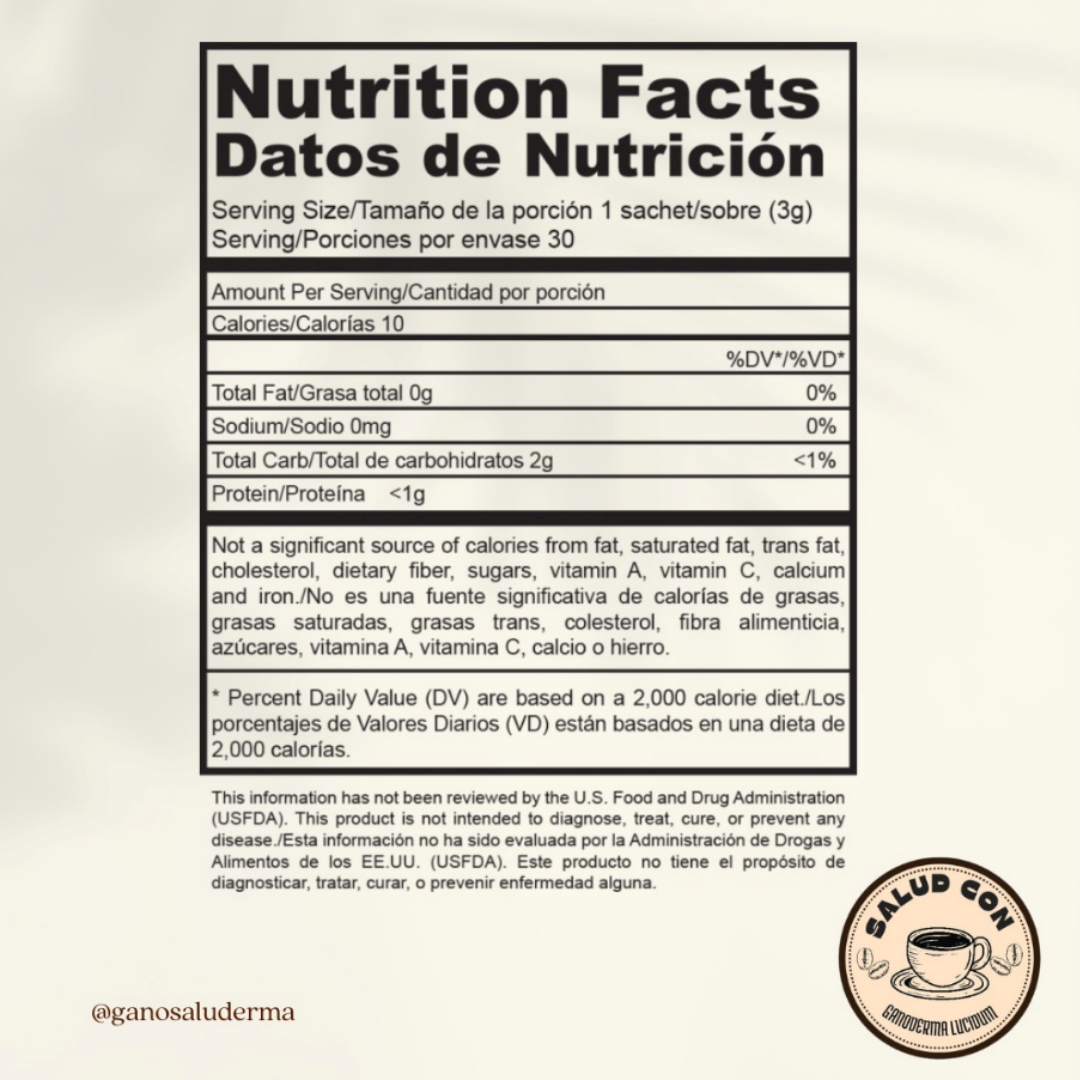 Nutrition Facts
Datos de Nutrición
Serving Size/Tamaño de la porción 1 sachet/sobre (3g)
Serving/Porciones por envase 30
Amount Per Serving/Cantidad por porción
Calories/Calorías 10
%DV*/%VD*
Total Fat/Grasa total 0g 0%
Sodium/Sodio 0mg 0%
Total Carb/Total de carbohidratos 2g <1%
Protein/Proteína <1g
Not a significant source of calories from fat, saturated fat, trans fat,
cholesterol, dietary fiber, sugars, vitamin A, vitamin C, calcium
and iron./No es una fuente significativa de calorías de grasas,
grasas saturadas, grasas trans, colesterol, fibra alimenticia,
azúcares, vitamina A, vitamina C, calcio o hierro.
* Percent Daily Value (DV) are based on a 2,000 calorie diet./Los
porcentajes de Valores Diarios (VD) están basados en una dieta de
2,000 calorías.
This information has not been reviewed by the U.S. Food and Drug Administration
(USFDA). This product is not intended to diagnose, treat, cure, or prevent any
disease./Esta información no ha sido evaluada por la Administración de Drogas y
Alimentos de los EE.UU. (USFDA). Este producto no tiene el propósito de
diagnosticar, tratar, curar, o prevenir enfermedad alguna.
SALUD CON
GANODERMA LUCIDUM
@ganosaluderma